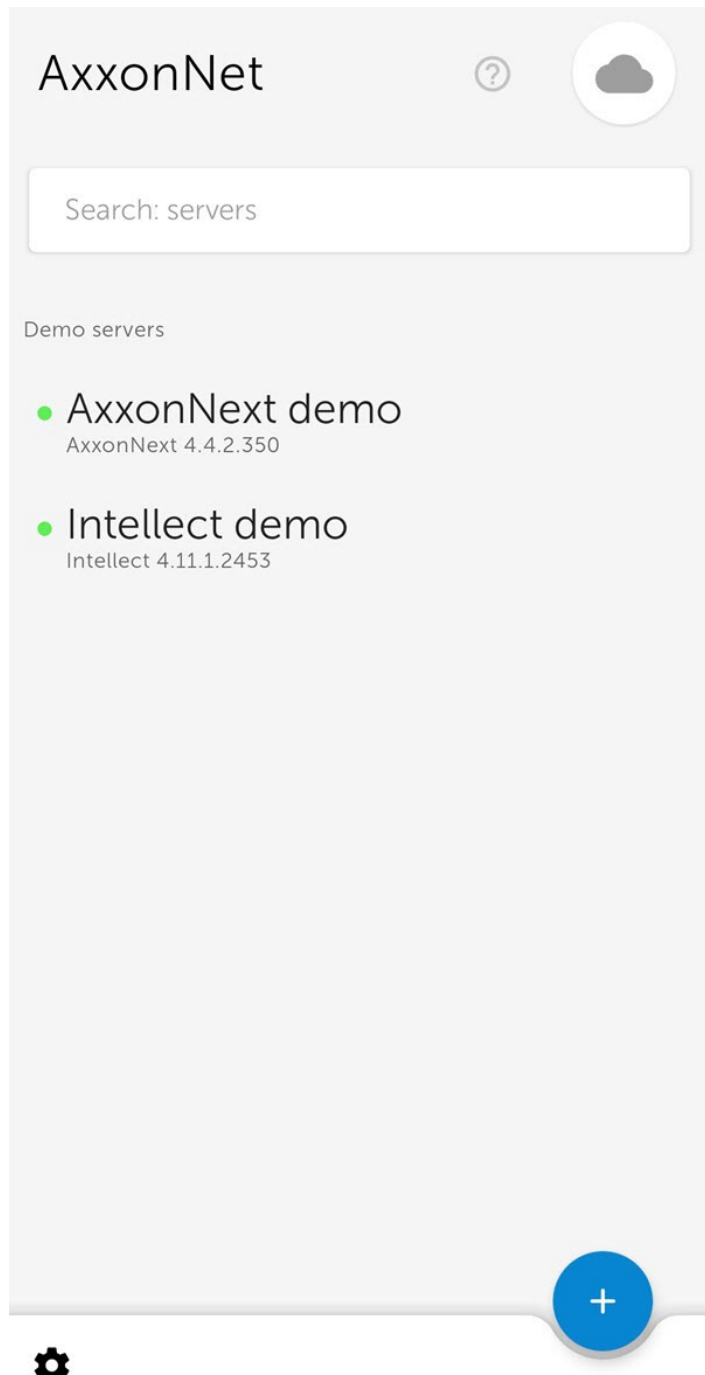 AxxonNet
Search: servers
Demo servers
AxxonNext demo
AxxonNext 4.4.2.350
Intellect demo
Intellect 4.11.1.2453